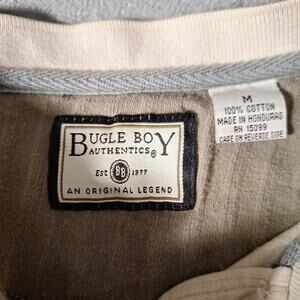 BUGLE BOY
AUTHENTICS®
EST BB 1977
AN ORIGINAL LEGEND
M
100% COTTON
MADE IN HONDURAS
RN 15099
CARE ON REVERSE SIDE